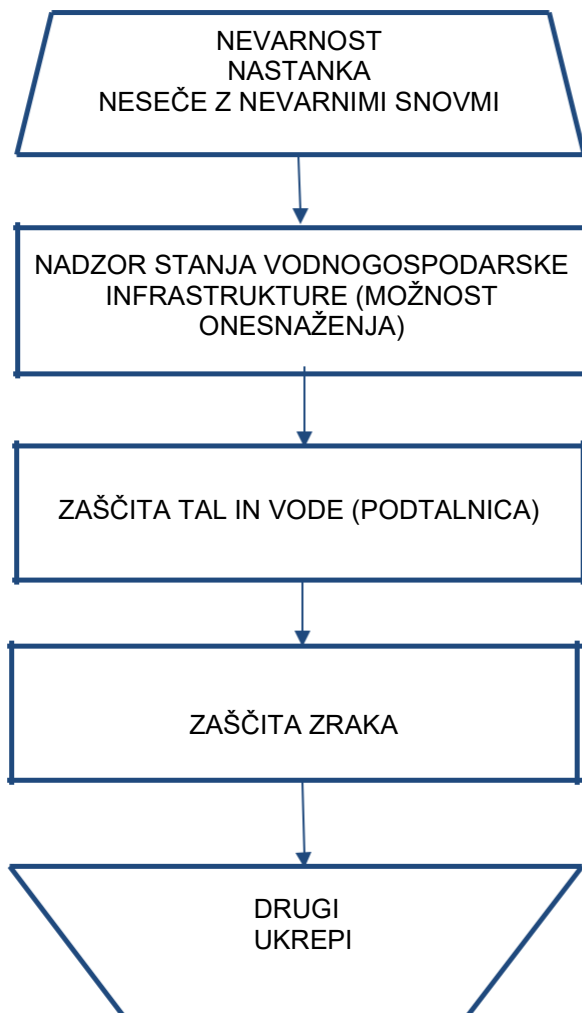 NEVARNOST
NASTANKA
NESEČE Z NEVARNIMI SNOVMI
NADZOR STANJA VODNOGOSPODARSKE
INFRASTRUKTURE (MOŽNOST
ONESNAŽENJA)
ZAŠČITA TAL IN VODE (PODTALNICA)
ZAŠČITA ZRAKA
DRUGI
UKREPI